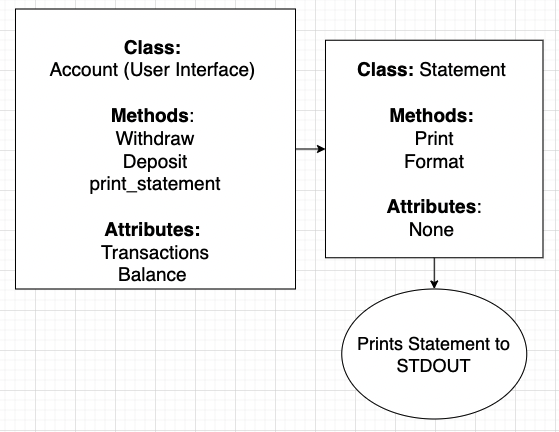 Class:
Account (User Interface)
Methods:
Withdraw
Deposit
print_statement
Attributes:
Transactions
Balance
Class: Statement
Methods:
Print
Format
Attributes:
None
Prints Statement to
STDOUT